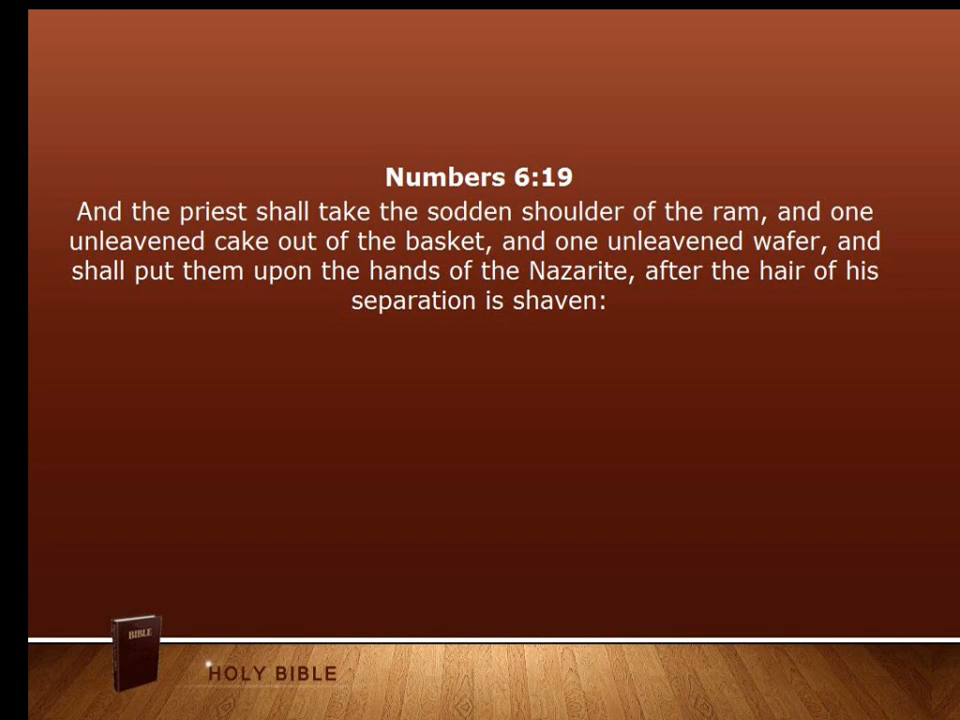 Numbers 6:19
And the priest shall take the sodden shoulder of the ram, and one
unleavened cake out of the basket, and one unleavened wafer, and
shall put them upon the hands of the Nazarite, after the hair of his
separation is shaven:
BIBLE
HOLY BIBLE